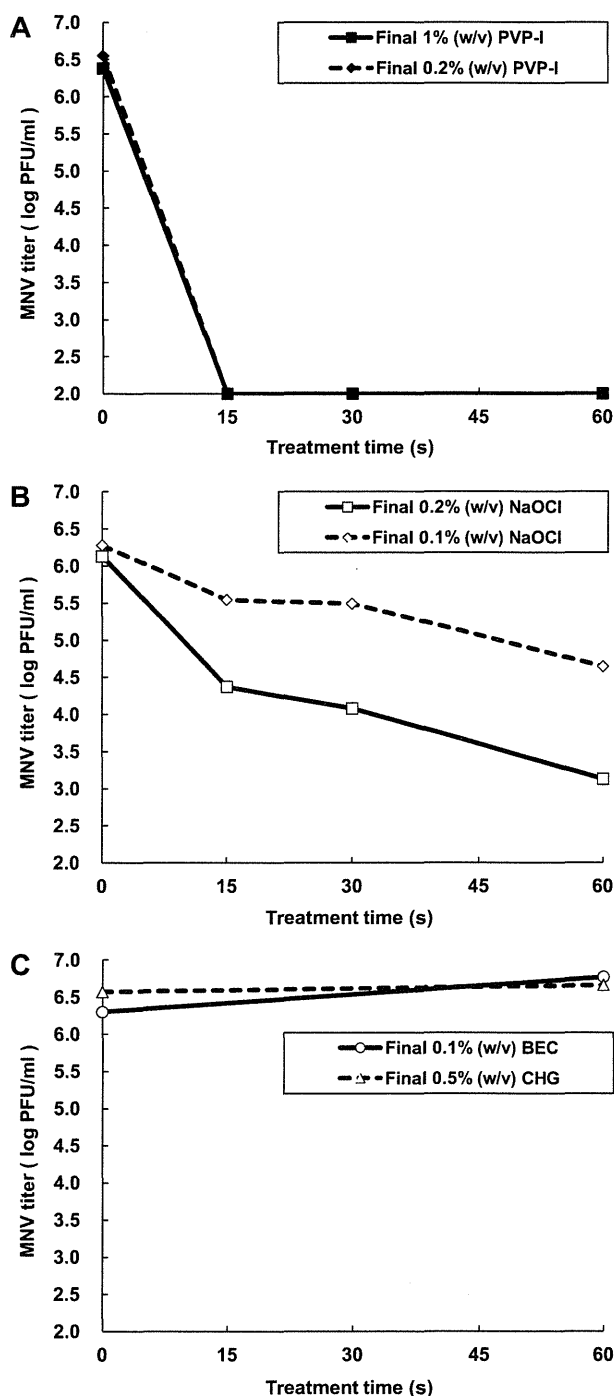 A
7.0
6.5
6.0
5.5
5.0
4.5
4.0
3.5
3.0
2.5
2.0
MNV titer ( log PFU/ml)
Final 1% (w/v) PVP-I
Final 0.2% (w/v) PVP-I
0 15 30 45 60
Treatment time (s)
B
7.0
6.5
6.0
5.5
5.0
4.5
4.0
3.5
3.0
2.5
2.0
MNV titer ( log PFU/ml)
Final 0.2% (w/v) NaOCl
Final 0.1% (w/v) NaOCl
0 15 30 45 60
Treatment time (s)
C
7.0
6.5
6.0
5.5
5.0
4.5
4.0
3.5
3.0
2.5
2.0
MNV titer ( log PFU/ml)
Final 0.1% (w/v) BEC
Final 0.5% (w/v) CHG
0 15 30 45 60
Treatment time (s)